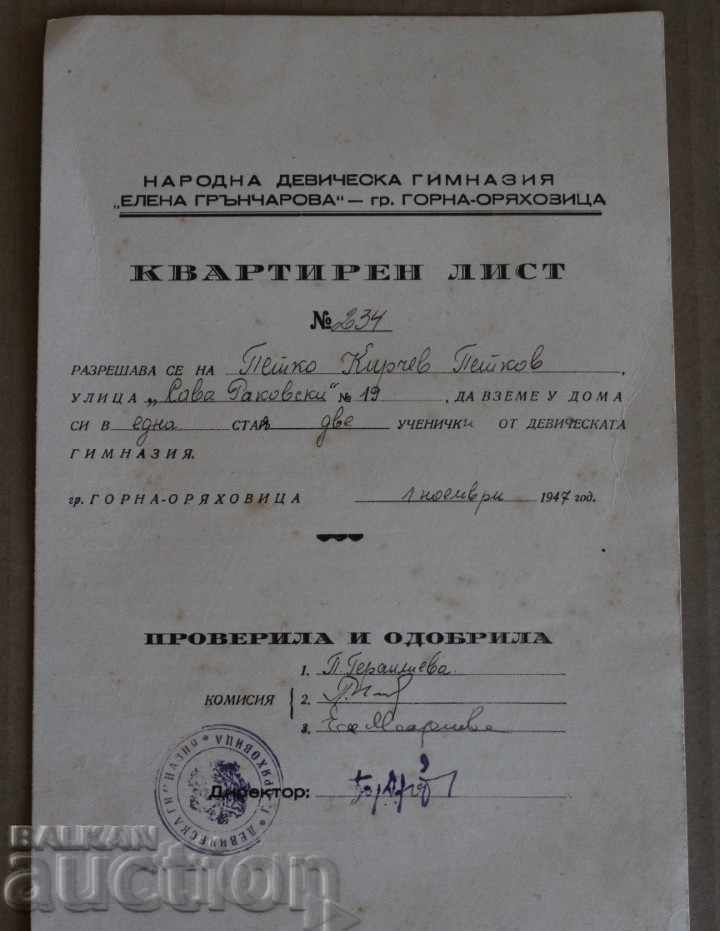 НАРОДНА ДЕВИЧЕСКА ГИМНАЗИЯ
„ЕЛЕНА ГРЪНЧАРОВА" — гр. ГОРНА-ОРЯХОВИЦА
КВАРТИРЕН ЛИСТ
№ 234
РАЗРЕШАВА СЕ НА Петко Кирчев Петков,
УЛИЦА „Сава Раковски" № 19, ДА ВЗЕМЕ У ДОМА
СИ В една СТАЯ две УЧЕНИЧКИ ОТ ДЕВИЧЕСКАТА
ГИМНАЗИЯ.
гр. ГОРНА-ОРЯХОВИЦА 1 ноември 1947 год.
ПРОВЕРИЛА И ОДОБРИЛА
КОМИСИЯ
1. П.
2.
3.
Директор:
BALKAN
auction